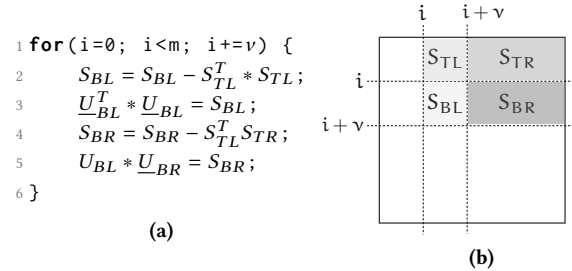 1 for(i=0; i<m; i+=ν) {
2 S_BL = S_BL − S_TL^T ∗ S_TL;
3 U_BL^T ∗ U_BL = S_BL;
4 S_BR = S_BR − S_TL^T S_TR;
5 U_BL ∗ U_BR = S_BR;
6 }
(a)
i i + ν
S_TL S_TR
i
S_BL S_BR
i + ν
(b)